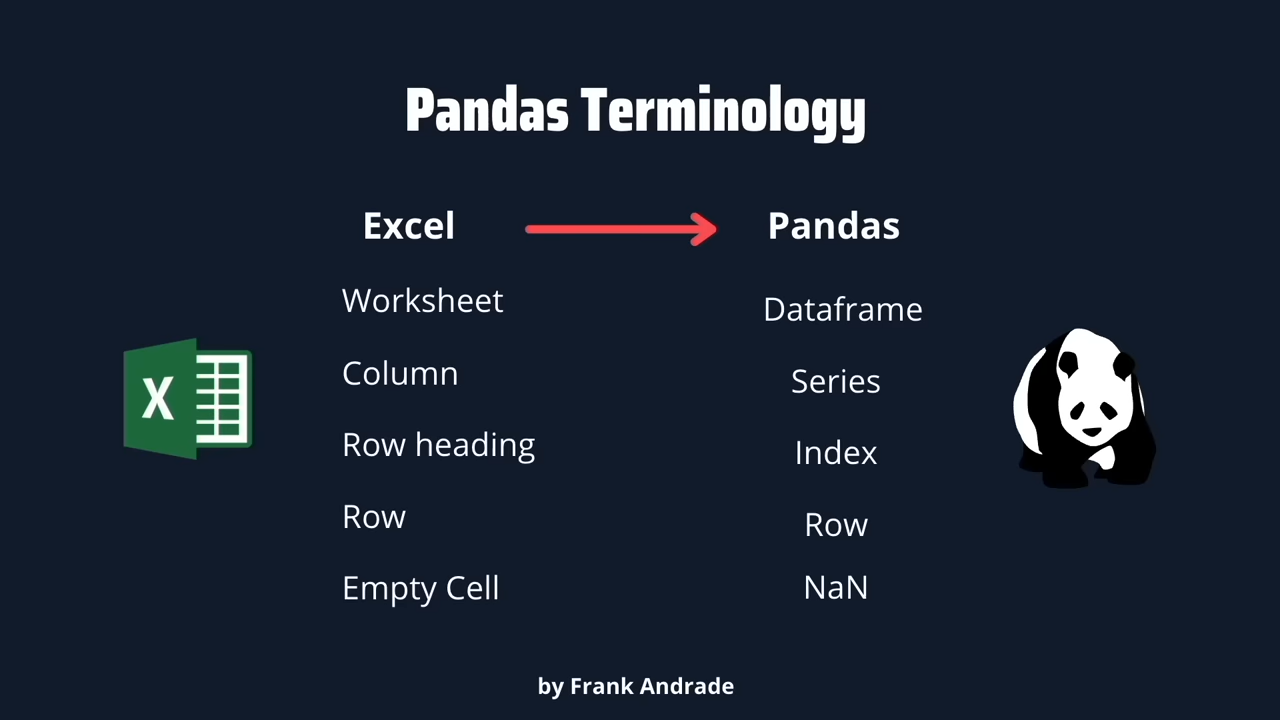 Pandas Terminology
Excel
Pandas
Worksheet
Dataframe
Column
Series
Row heading
Index
Row
Row
Empty Cell
NaN
X
by Frank Andrade